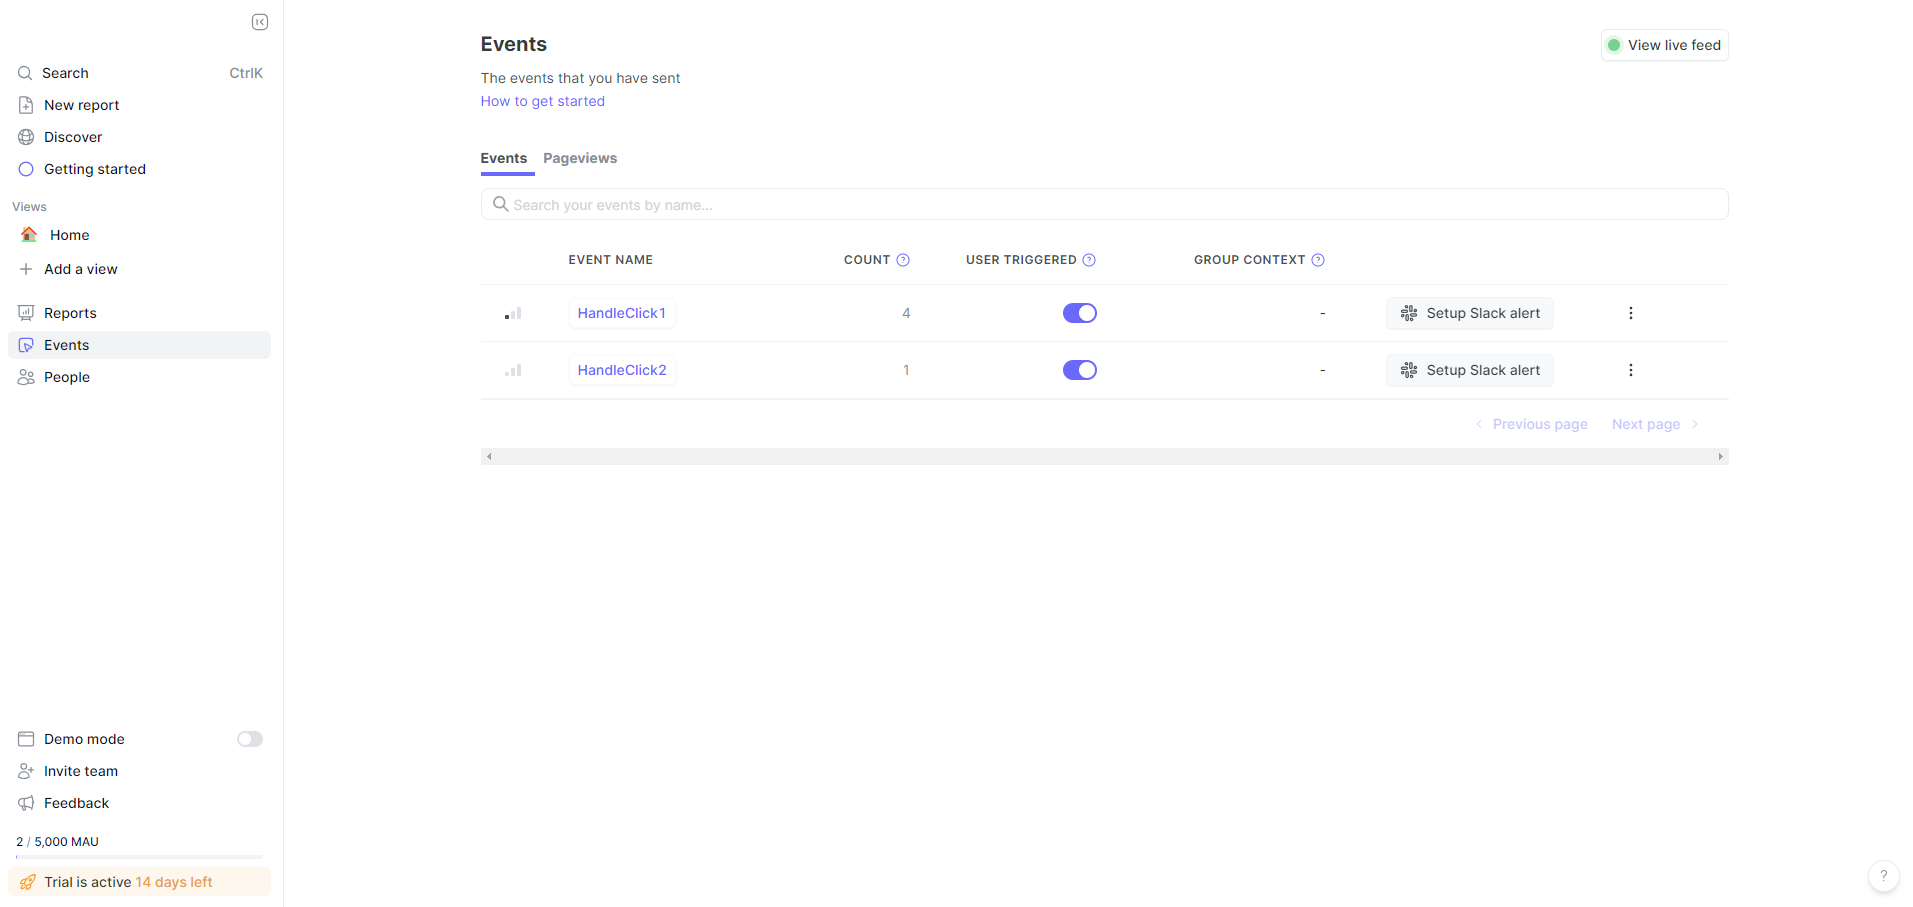 Search CtrlK
New report
Discover
Getting started
Views
Home
Add a view
Reports
Events
People
Demo mode
Invite team
Feedback
2 / 5,000 MAU
Trial is active 14 days left
Events
View live feed
The events that you have sent
How to get started
Events Pageviews
Search your events by name...
EVENT NAME COUNT ? USER TRIGGERED ? GROUP CONTEXT ?
HandleClick1 4 - Setup Slack alert
HandleClick2 1 - Setup Slack alert
Previous page Next page
?